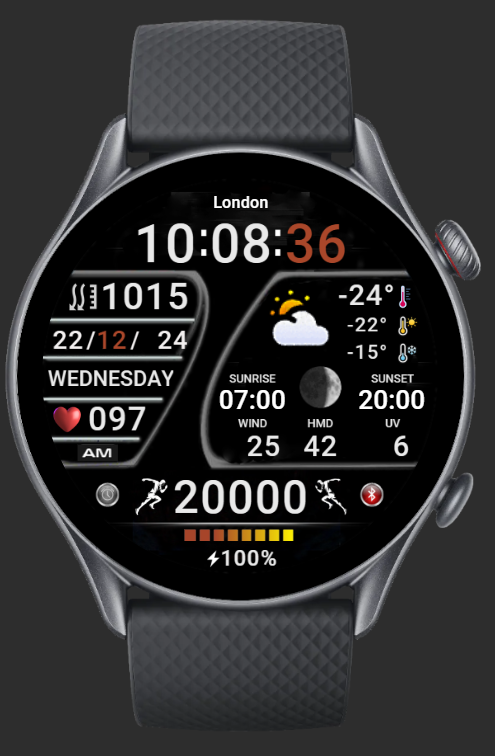 London
10:08:36
1015
22/12/ 24
WEDNESDAY
097
AM
-24°
-22°
-15°
SUNRISE SUNSET
07:00 20:00
WIND HMD UV
25 42 6
20000
100%